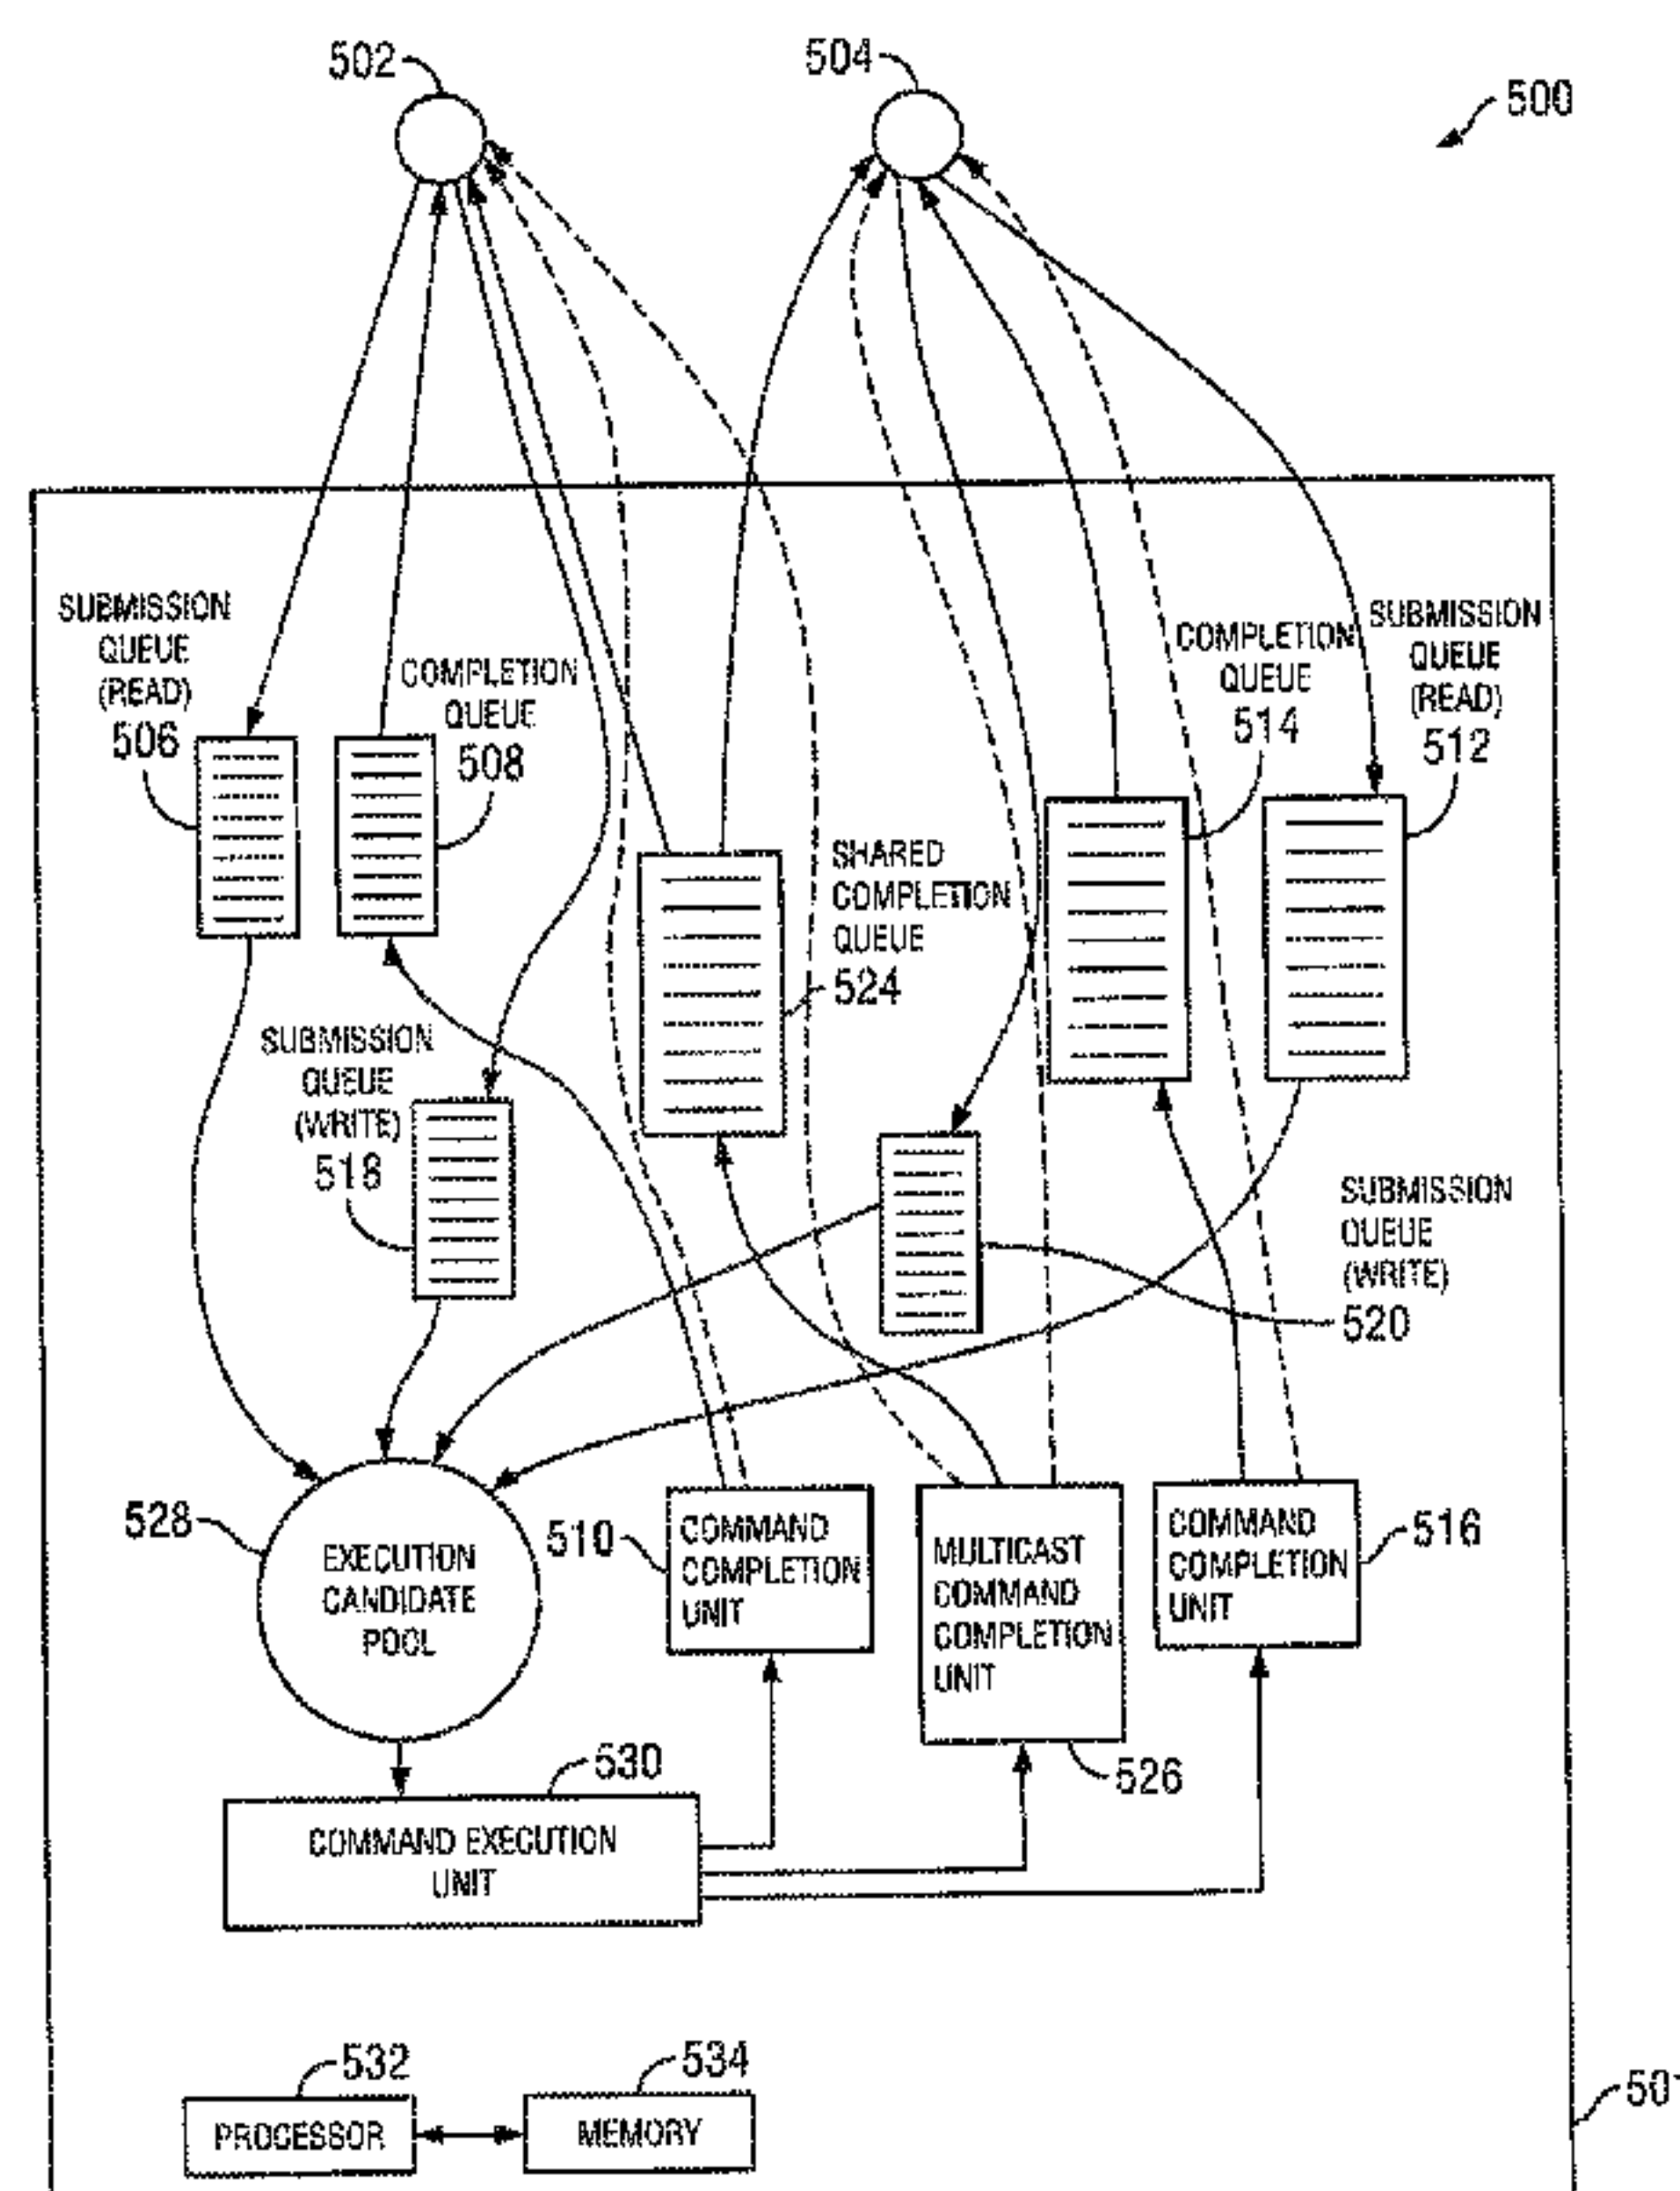 502
504
500
SUBMISSION
QUEUE
(READ)
506
COMPLETION
QUEUE
508
COMPLETION
QUEUE
514
SUBMISSION
QUEUE
(READ)
512
SHARED
COMPLETION
QUEUE
524
SUBMISSION
QUEUE
(WRITE)
518
SUBMISSION
QUEUE
(WRITE)
520
528
EXECUTION
CANDIDATE
POOL
510
COMMAND
COMPLETION
UNIT
MULTICAST
COMMAND
COMPLETION
UNIT
526
COMMAND
COMPLETION
UNIT
516
530
COMMAND EXECUTION
UNIT
532
PROCESSOR
534
MEMORY